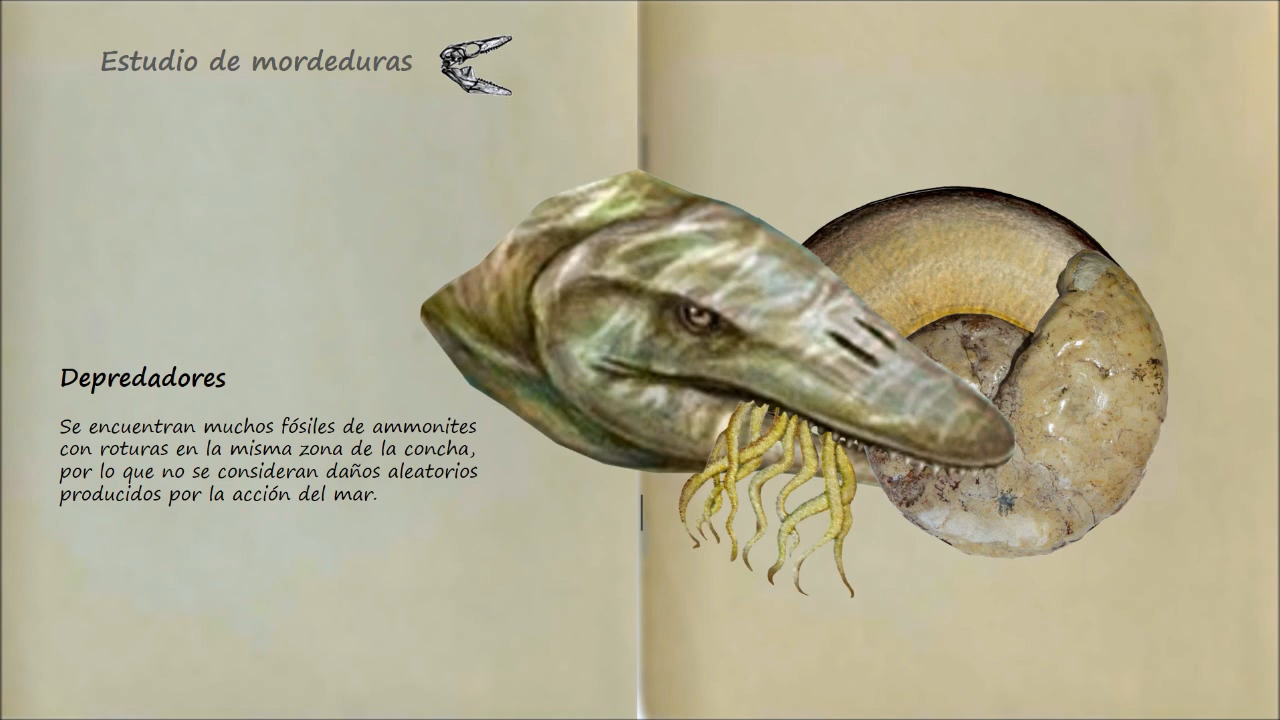 Estudio de mordeduras
Depredadores
Se encuentran muchos fósiles de ammonites
con roturas en la misma zona de la concha,
por lo que no se consideran daños aleatorios
producidos por la acción del mar.